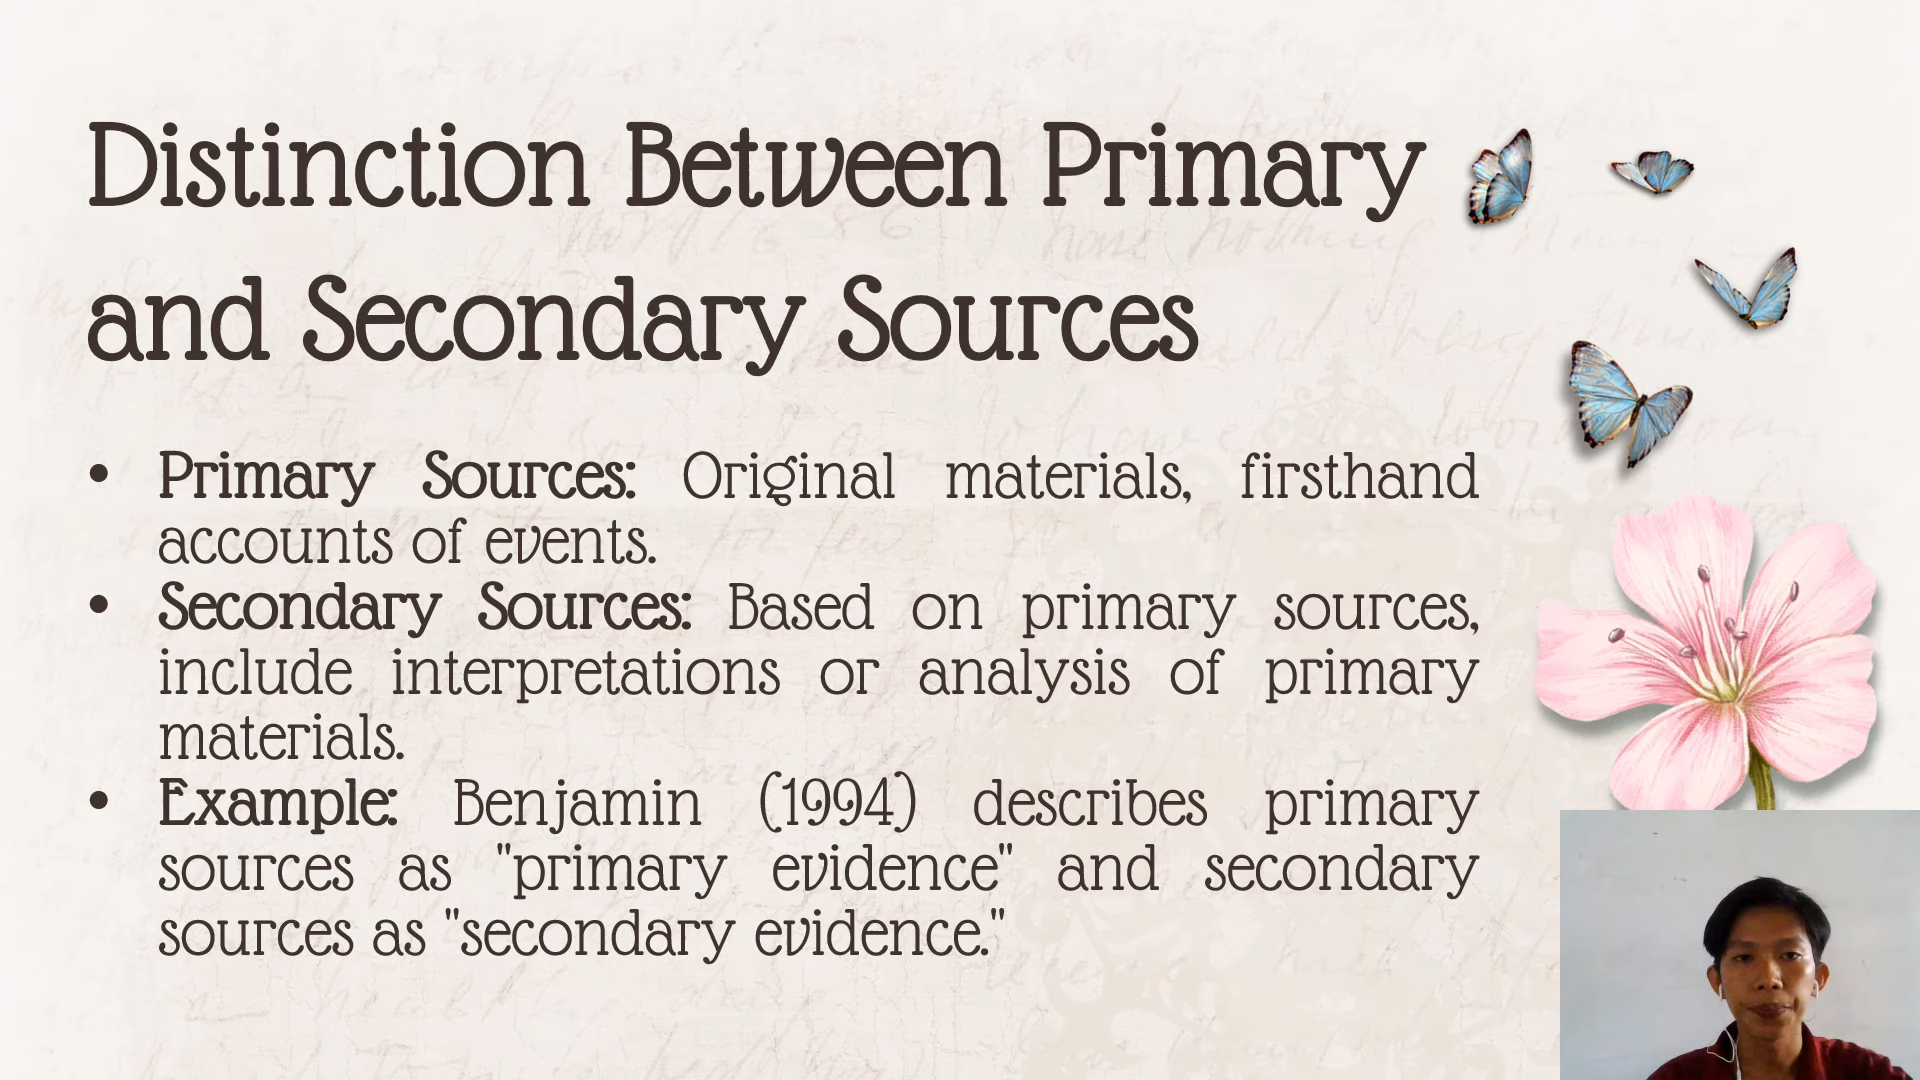 Distinction Between Primary
and Secondary Sources
• Primary Sources: Original materials, firsthand
accounts of events.
• Secondary Sources: Based on primary sources,
include interpretations or analysis of primary
materials.
• Example: Benjamin (1994) describes primary
sources as "primary evidence" and secondary
sources as "secondary evidence."